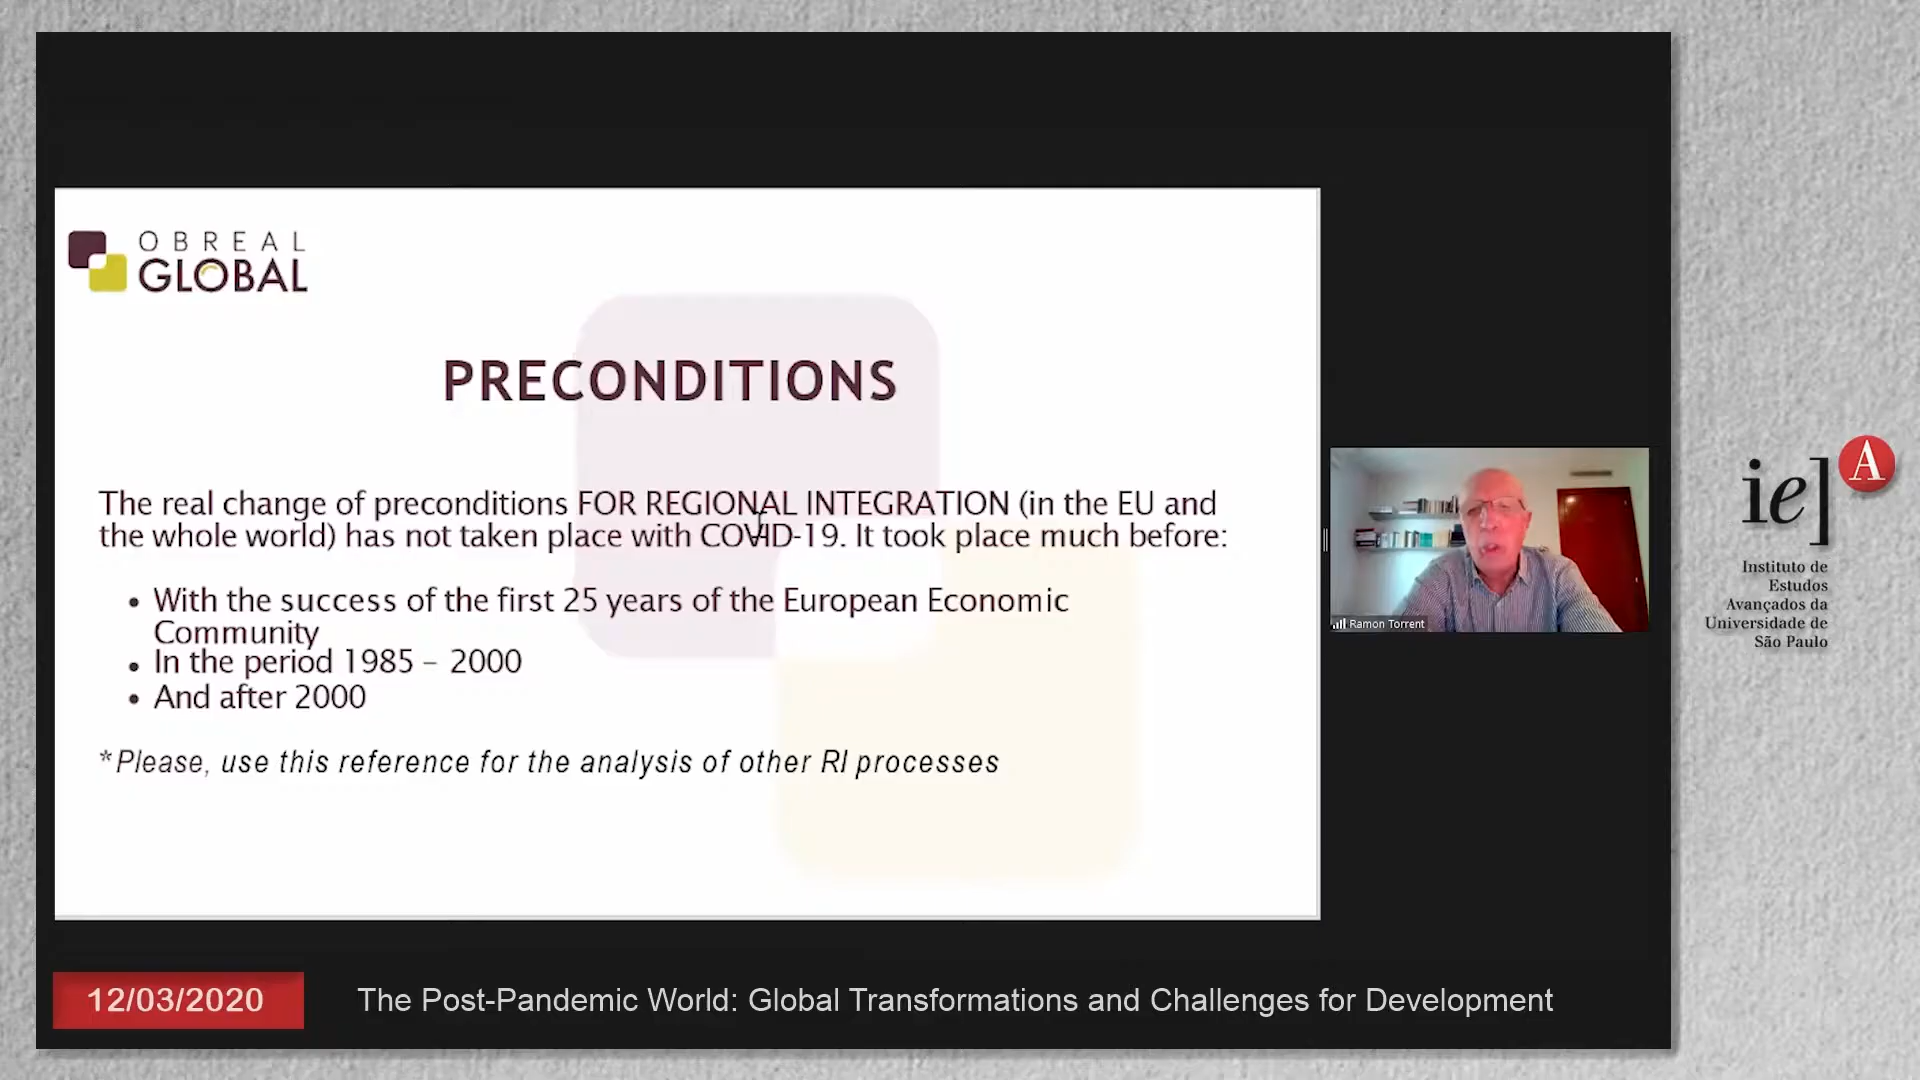 OBREAL
GLOBAL
PRECONDITIONS
The real change of preconditions FOR REGIONAL INTEGRATION (in the EU and
the whole world) has not taken place with COVID-19. It took place much before:
• With the success of the first 25 years of the European Economic
Community
• In the period 1985 – 2000
• And after 2000
*Please, use this reference for the analysis of other RI processes
Ramon Torrent
ie] A
Instituto de
Estudos
Avançados da
Universidade de
São Paulo
12/03/2020
The Post-Pandemic World: Global Transformations and Challenges for Development